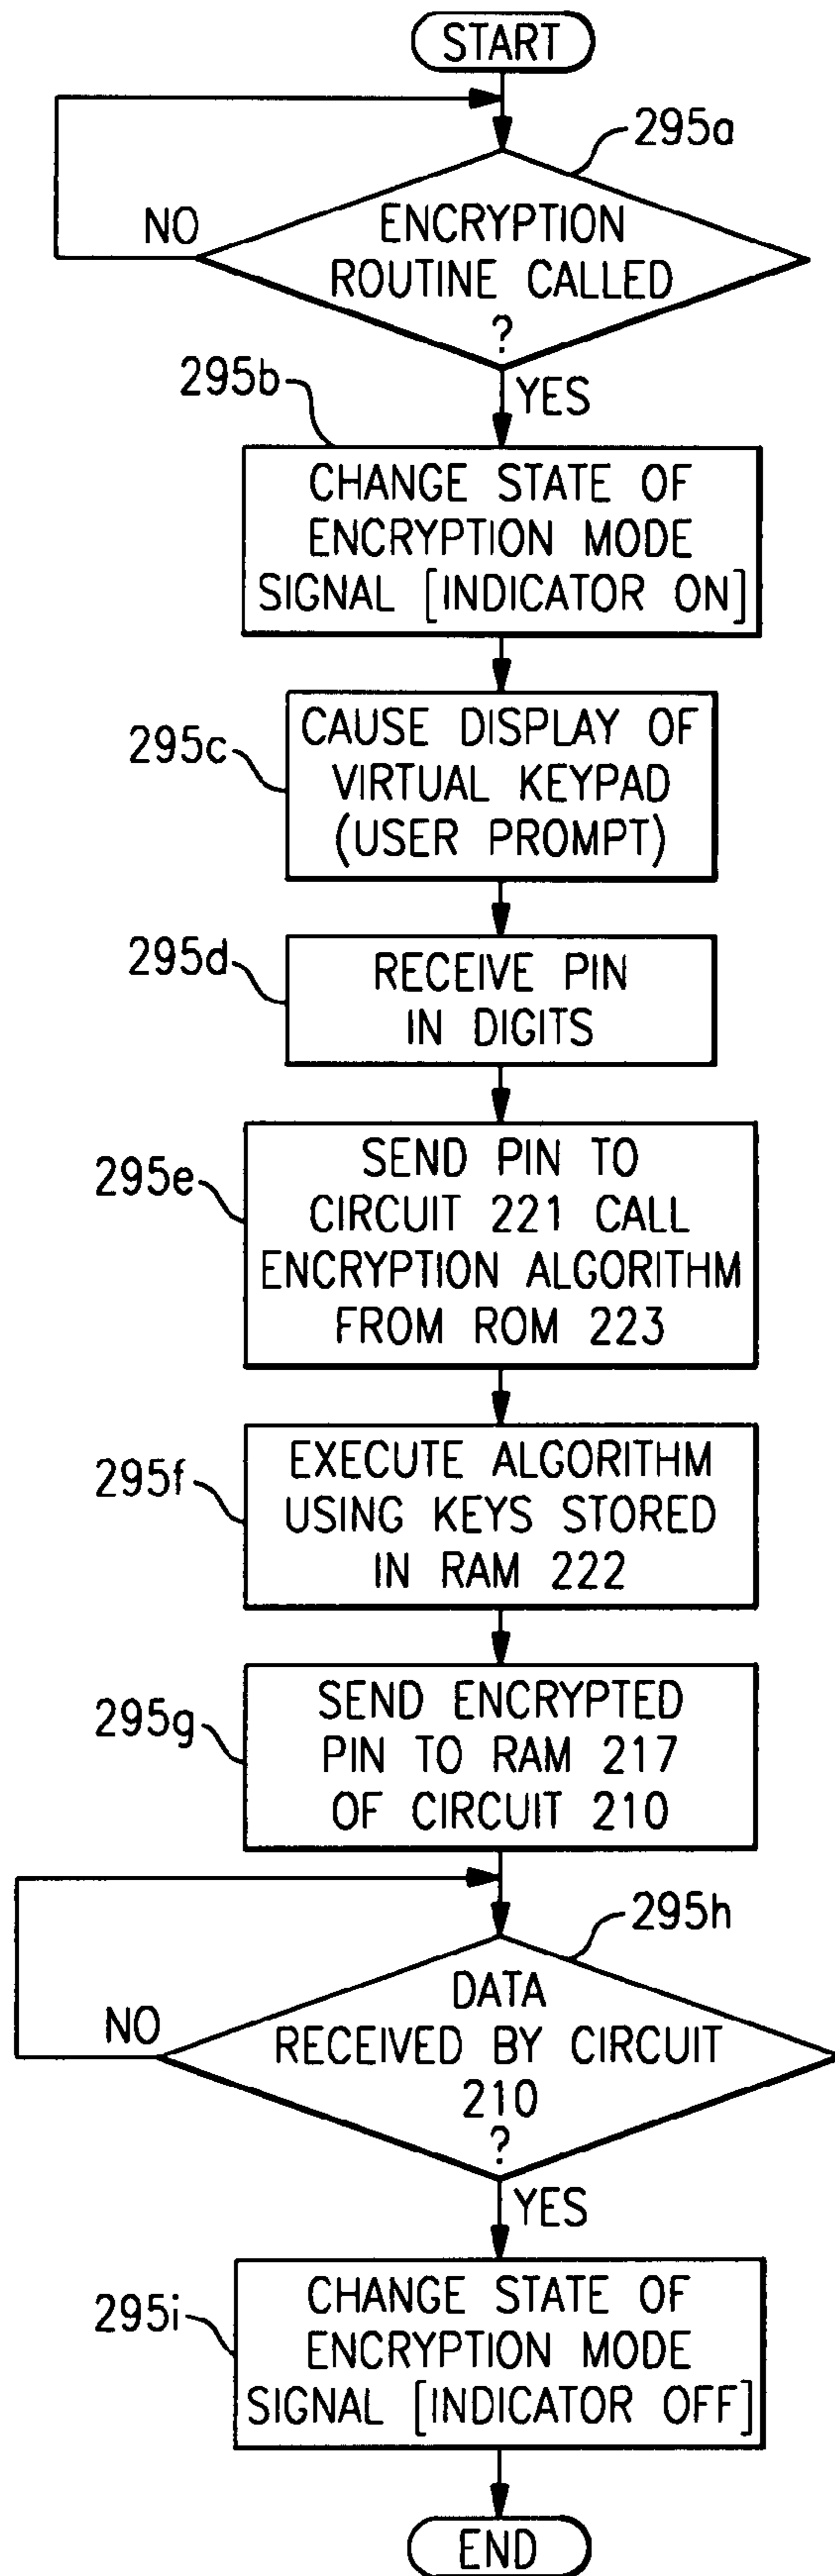 START
295a
NO
ENCRYPTION
ROUTINE CALLED
?
295b
YES
CHANGE STATE OF
ENCRYPTION MODE
SIGNAL [INDICATOR ON]
295c
CAUSE DISPLAY OF
VIRTUAL KEYPAD
(USER PROMPT)
295d
RECEIVE PIN
IN DIGITS
295e
SEND PIN TO
CIRCUIT 221 CALL
ENCRYPTION ALGORITHM
FROM ROM 223
295f
EXECUTE ALGORITHM
USING KEYS STORED
IN RAM 222
295g
SEND ENCRYPTED
PIN TO RAM 217
OF CIRCUIT 210
295h
NO
DATA
RECEIVED BY CIRCUIT
210
?
YES
295i
CHANGE STATE OF
ENCRYPTION MODE
SIGNAL [INDICATOR OFF]
END